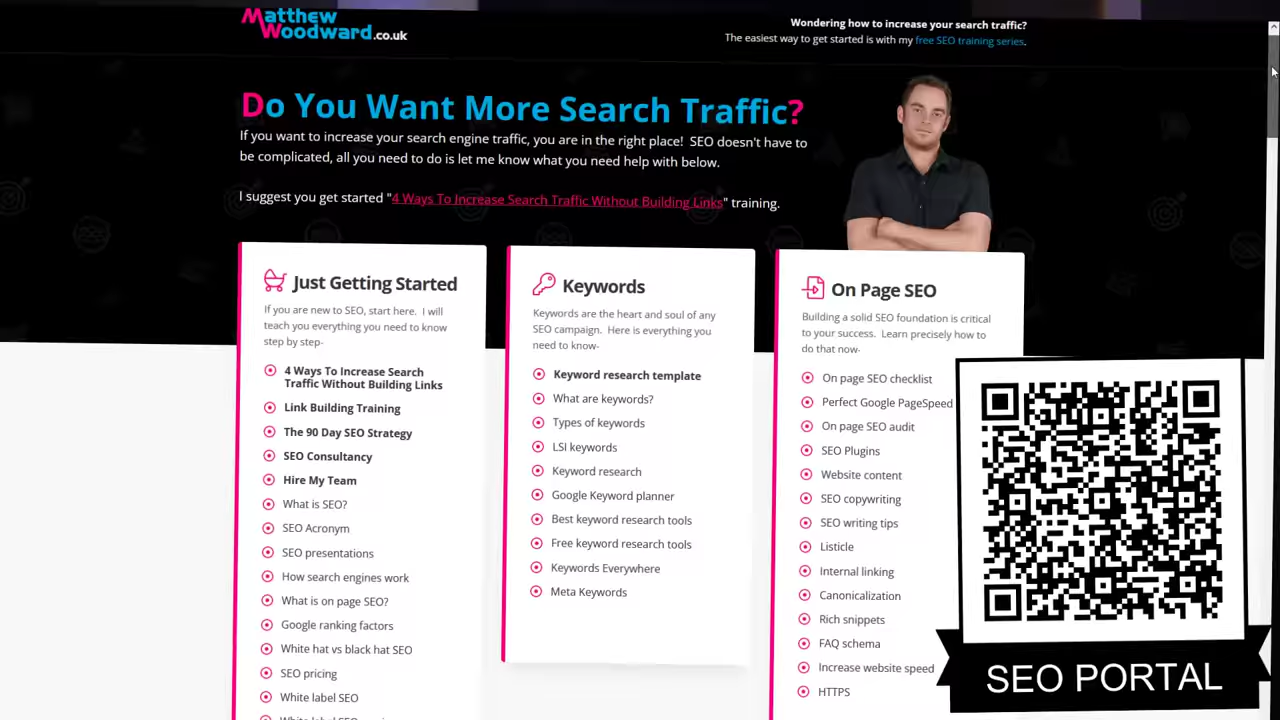 Matthew
Woodward.co.uk
Wondering how to increase your search traffic?
The easiest way to get started is with my free SEO training series.
Do You Want More Search Traffic?
If you want to increase your search engine traffic, you are in the right place! SEO doesn't have to
be complicated, all you need to do is let me know what you need help with below.
I suggest you get started "4 Ways To Increase Search Traffic Without Building Links" training.
Just Getting Started
If you are new to SEO, start here. I will
teach you everything you need to know
step by step-
4 Ways To Increase Search
Traffic Without Building Links
Link Building Training
The 90 Day SEO Strategy
SEO Consultancy
Hire My Team
What is SEO?
SEO Acronym
SEO presentations
How search engines work
What is on page SEO?
Google ranking factors
White hat vs black hat SEO
SEO pricing
White label SEO
Keywords
Keywords are the heart and soul of any
SEO campaign. Here is everything you
need to know-
Keyword research template
What are keywords?
Types of keywords
LSI keywords
Keyword research
Google Keyword planner
Best keyword research tools
Free keyword research tools
Keywords Everywhere
Meta Keywords
On Page SEO
Building a solid SEO foundation is critical
to your success. Learn precisely how to
do that now-
On page SEO checklist
Perfect Google PageSpeed
On page SEO audit
SEO Plugins
Website content
SEO copywriting
SEO writing tips
Listicle
Internal linking
Canonicalization
Rich snippets
FAQ schema
Increase website speed
HTTPS
SEO PORTAL